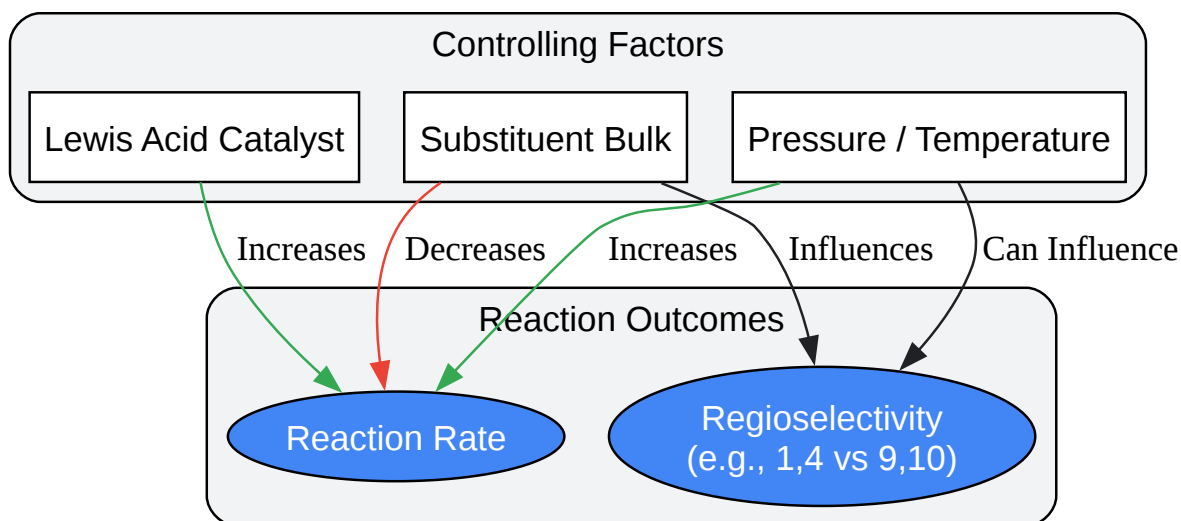 Controlling Factors
Lewis Acid Catalyst
Substituent Bulk
Pressure / Temperature
Increases
Decreases
Increases
Influences
Can Influence
Reaction Outcomes
Reaction Rate
Regioselectivity
(e.g., 1,4 vs 9,10)